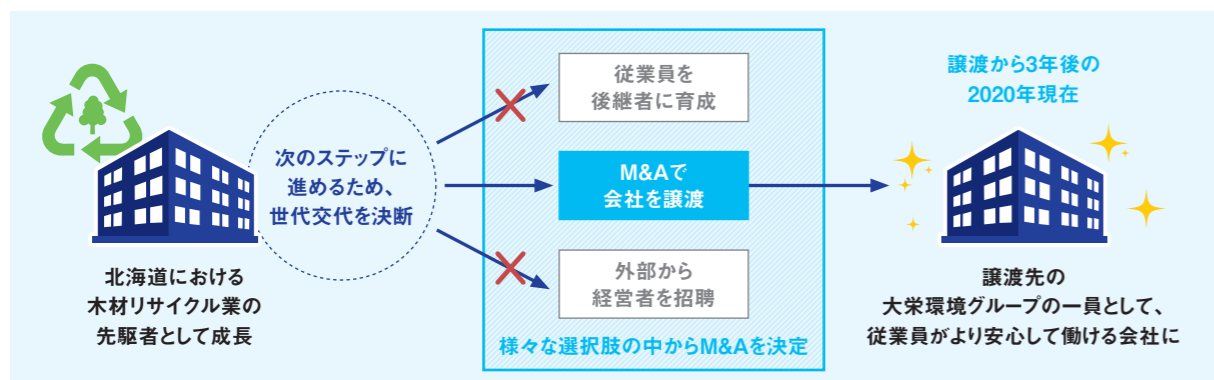 北海道における
木材リサイクル業の
先駆者として成長
次のステップに
進めるため、
世代交代を決断
従業員を
後継者に育成
M&Aで
会社を譲渡
外部から
経営者を招聘
様々な選択肢の中からM&Aを決定
譲渡から3年後の
2020年現在
譲渡先の
大栄環境グループの一員として、
従業員がより安心して働ける会社に